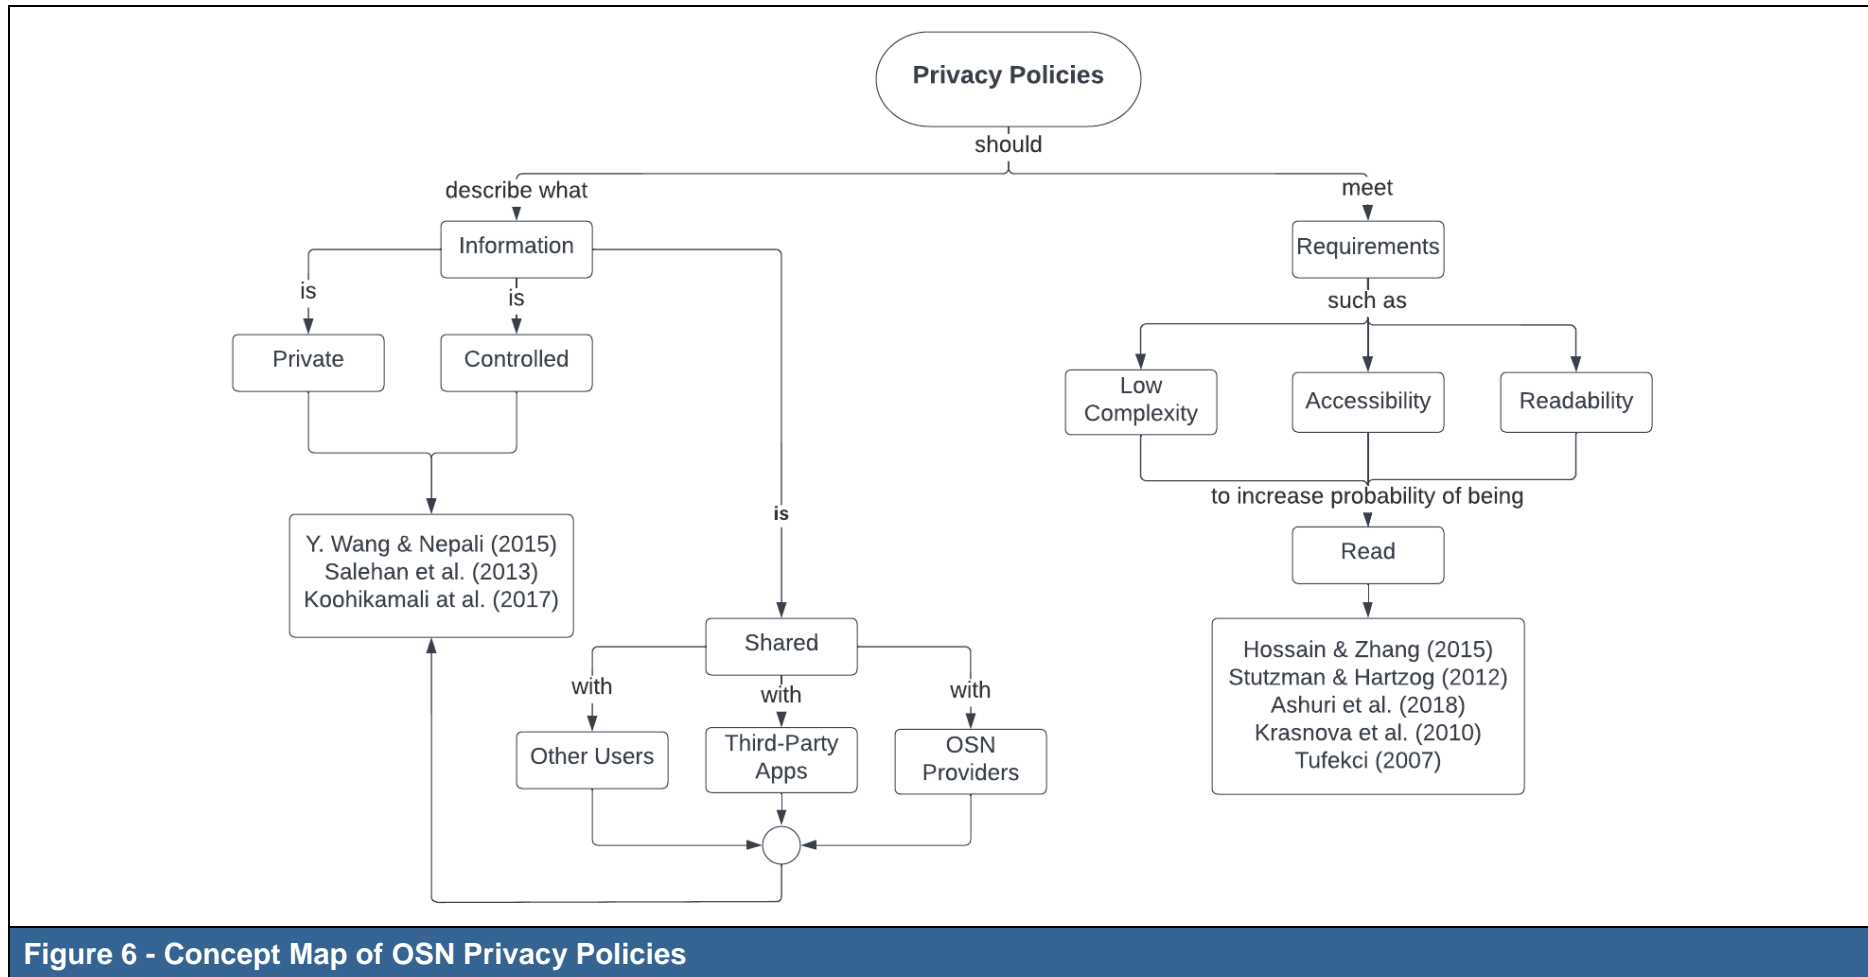 Privacy Policies
should
describe what
meet
Information
Requirements
is
is
such as
Private
Controlled
Low
Complexity
Accessibility
Readability
to increase probability of being
is
Y. Wang & Nepali (2015)
Salehan et al. (2013)
Koohikamali at al. (2017)
Read
Shared
Hossain & Zhang (2015)
Stutzman & Hartzog (2012)
Ashuri et al. (2018)
Krasnova et al. (2010)
Tufekci (2007)
with
with
with
Other Users
Third-Party
Apps
OSN
Providers
Figure 6 - Concept Map of OSN Privacy Policies